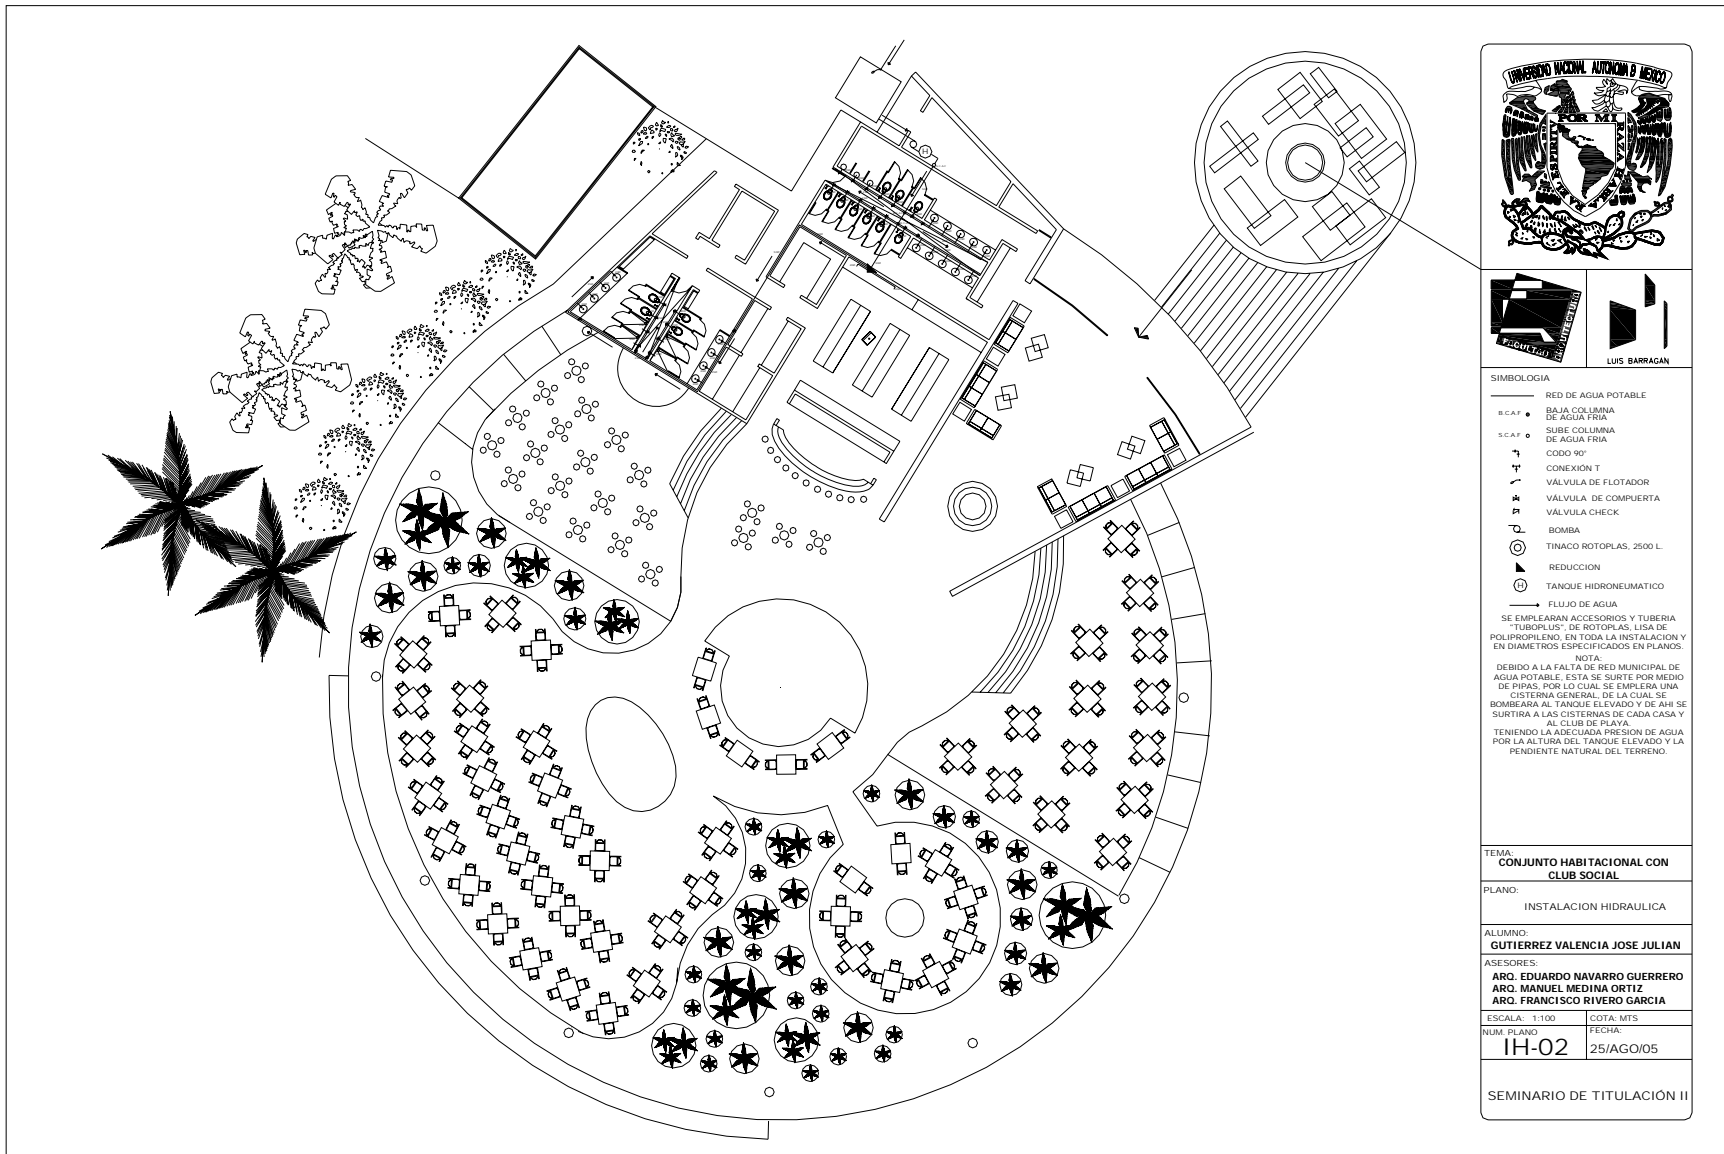 UNIVERSIDAD NACIONAL AUTONOMA D MEXICO
POR MI
RAZA HABLA
EL ESPIRITU
FACULTAD
ARQUITECTURA
LUIS BARRAGÁN
SIMBOLOGIA
RED DE AGUA POTABLE
B.C.A.F
BAJA COLUMNA
DE AGUA FRIA
S.C.A.F
SUBE COLUMNA
DE AGUA FRIA
CODO 90°
CONEXIÓN T
VÁLVULA DE FLOTADOR
VÁLVULA DE COMPUERTA
VÁLVULA CHECK
BOMBA
TINACO ROTOPLAS, 2500 L.
REDUCCION
H
TANQUE HIDRONEUMATICO
FLUJO DE AGUA
SE EMPLEARAN ACCESORIOS Y TUBERIA
"TUBOPLUS", DE ROTOPLAS, LISA DE
POLIPROPILENO, EN TODA LA INSTALACION Y
EN DIAMETROS ESPECIFICADOS EN PLANOS.
NOTA:
DEBIDO A LA FALTA DE RED MUNICIPAL DE
AGUA POTABLE, ESTA SE SURTE POR MEDIO
DE PIPAS, POR LO CUAL SE EMPLERA UNA
CISTERNA GENERAL, DE LA CUAL SE
BOMBEARA AL TANQUE ELEVADO Y DE AHI SE
SURTIRA A LAS CISTERNAS DE CADA CASA Y
AL CLUB DE PLAYA.
TENIENDO LA ADECUADA PRESION DE AGUA
POR LA ALTURA DEL TANQUE ELEVADO Y LA
PENDIENTE NATURAL DEL TERRENO.
TEMA:
CONJUNTO HABITACIONAL CON
CLUB SOCIAL
PLANO:
INSTALACION HIDRAULICA
ALUMNO:
GUTIERREZ VALENCIA JOSE JULIAN
ASESORES:
ARQ. EDUARDO NAVARRO GUERRERO
ARQ. MANUEL MEDINA ORTIZ
ARQ. FRANCISCO RIVERO GARCIA
ESCALA: 1:100
COTA: MTS
NUM. PLANO
IH-02
FECHA:
25/AGO/05
SEMINARIO DE TITULACIÓN II
H